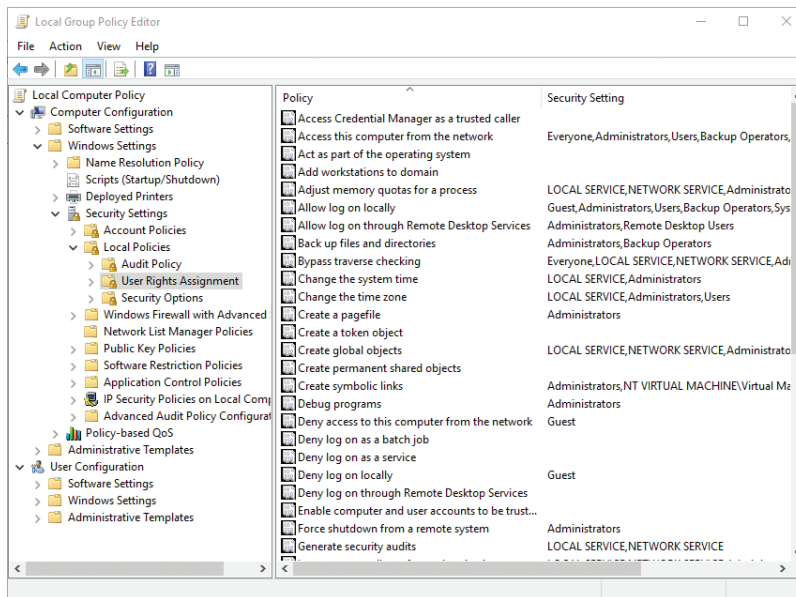 Local Group Policy Editor
File Action View Help
Local Computer Policy
Computer Configuration
Software Settings
Windows Settings
Name Resolution Policy
Scripts (Startup/Shutdown)
Deployed Printers
Security Settings
Account Policies
Local Policies
Audit Policy
User Rights Assignment
Security Options
Windows Firewall with Advanced
Network List Manager Policies
Public Key Policies
Software Restriction Policies
Application Control Policies
IP Security Policies on Local Comp
Advanced Audit Policy Configurat
Policy-based QoS
Administrative Templates
User Configuration
Software Settings
Windows Settings
Administrative Templates
Policy Security Setting
Access Credential Manager as a trusted caller
Access this computer from the network Everyone,Administrators,Users,Backup Operators,
Act as part of the operating system
Add workstations to domain
Adjust memory quotas for a process LOCAL SERVICE,NETWORK SERVICE,Administrato
Allow log on locally Guest,Administrators,Users,Backup Operators,Sys
Allow log on through Remote Desktop Services Administrators,Remote Desktop Users
Back up files and directories Administrators,Backup Operators
Bypass traverse checking Everyone,LOCAL SERVICE,NETWORK SERVICE,Adı
Change the system time LOCAL SERVICE,Administrators
Change the time zone LOCAL SERVICE,Administrators,Users
Create a pagefile Administrators
Create a token object
Create global objects LOCAL SERVICE,NETWORK SERVICE,Administrato
Create permanent shared objects
Create symbolic links Administrators,NT VIRTUAL MACHINE\Virtual Ma
Debug programs Administrators
Deny access to this computer from the network Guest
Deny log on as a batch job
Deny log on as a service
Deny log on locally Guest
Deny log on through Remote Desktop Services
Enable computer and user accounts to be trust...
Force shutdown from a remote system Administrators
Generate security audits LOCAL SERVICE,NETWORK SERVICE